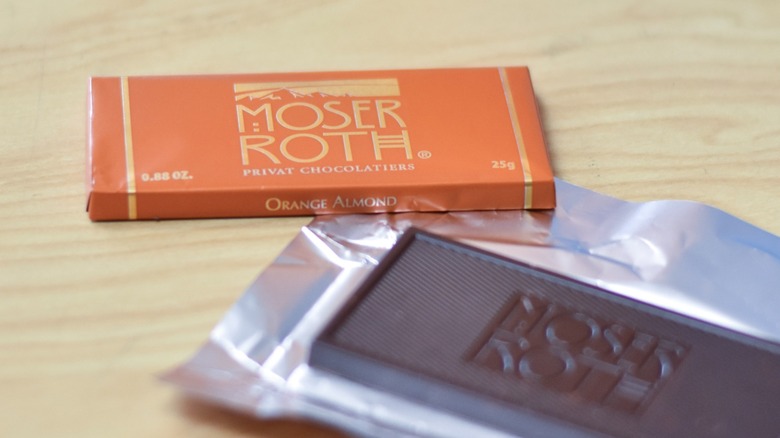 MOSER
ROTH®
PRIVAT CHOCOLATIERS
0.88 OZ.
25g
ORANGE ALMOND
MOSER
ROTH